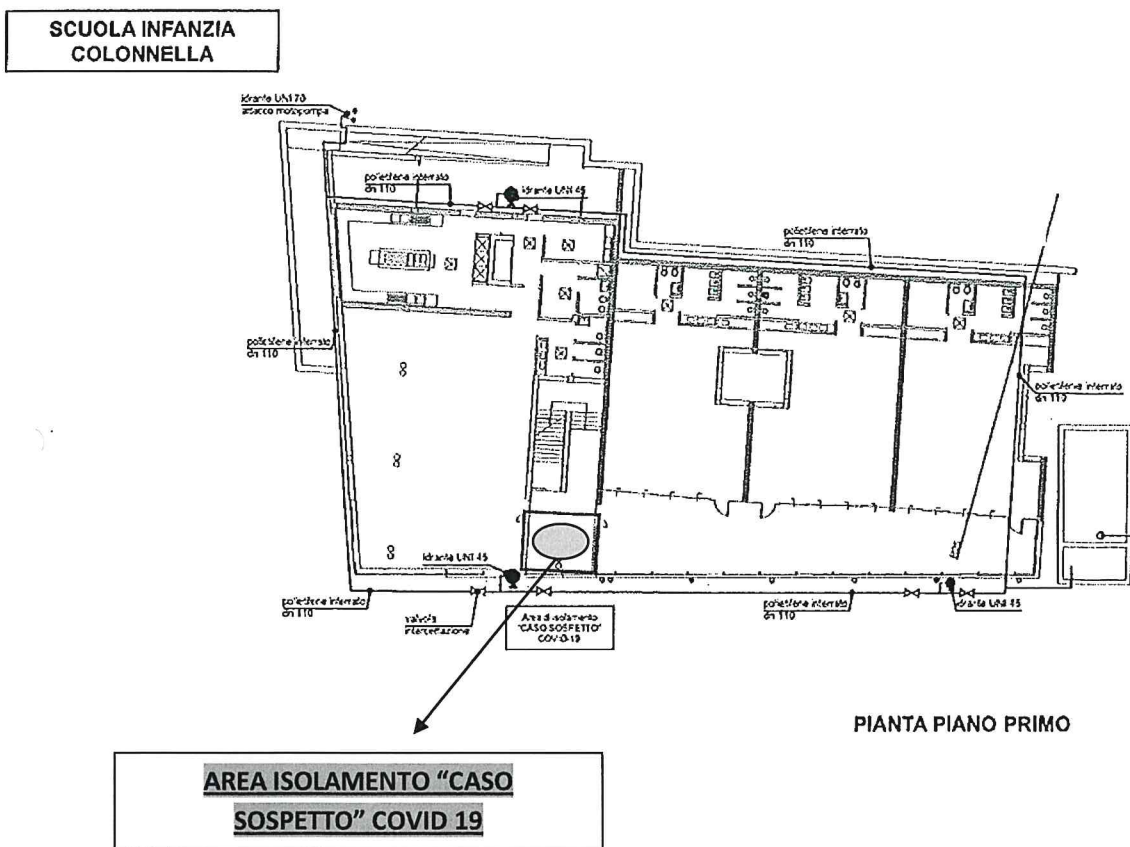 SCUOLA INFANZIA
COLONNELLA
idrante UNI 70
attacco motopompa
polietilene interrato
dn 110
idrante UNI 45
polietilene interrato
dn 110
polietilene interrato
dn 110
polietilene interrato
dn 110
idrante UNI 45
polietilene interrato
dn 110
valvola
intercettazione
Area di isolamento
"CASO SOSPETTO"
COVID-19
polietilene interrato
dn 110
idrante UNI 45
PIANTA PIANO PRIMO
AREA ISOLAMENTO “CASO
SOSPETTO” COVID 19